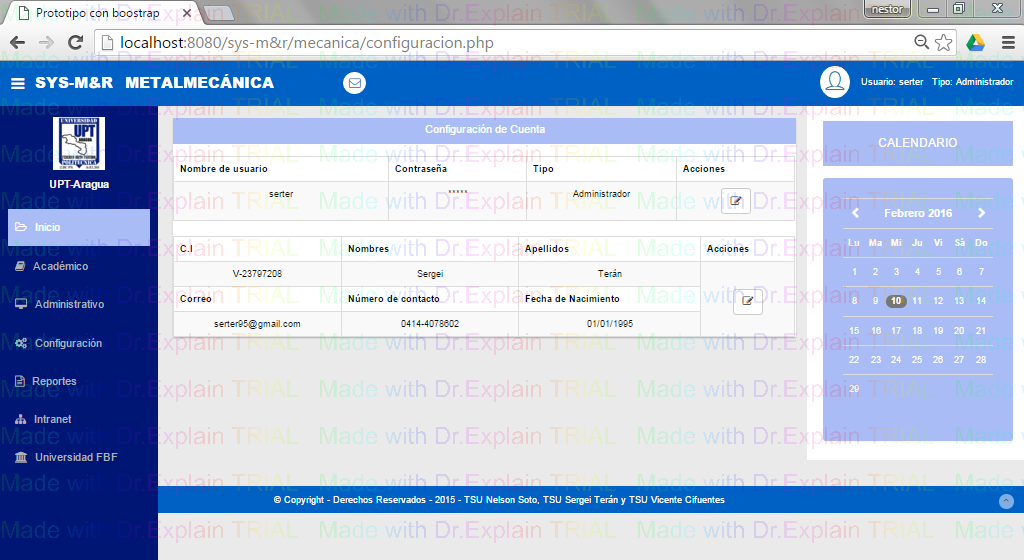 Prototipo con boostrap
nestor
localhost:8080/sys-m&r/mecanica/configuracion.php
SYS-M&R METALMECÁNICA
Usuario: serter Tipo: Administrador
UNIVERSIDAD
UPT
UPT-Aragua
Inicio
Académico
Administrativo
Configuración
Reportes
Intranet
Universidad FBF
Configuración de Cuenta
Nombre de usuario Contraseña Tipo Acciones
serter ***** Administrador
C.I Nombres Apellidos Acciones
V-23797208 Sergei Terán
Correo Número de contacto Fecha de Nacimiento
serter95@gmail.com 0414-4078602 01/01/1995
CALENDARIO
Febrero 2016
Lu Ma Mi Ju Vi Sá Do
1 2 3 4 5 6 7
8 9 10 11 12 13 14
15 16 17 18 19 20 21
22 23 24 25 26 27 28
29
© Copyright - Derechos Reservados - 2015 - TSU Nelson Soto, TSU Sergei Terán y TSU Vicente Cifuentes
Made with Dr.Explain TRIAL